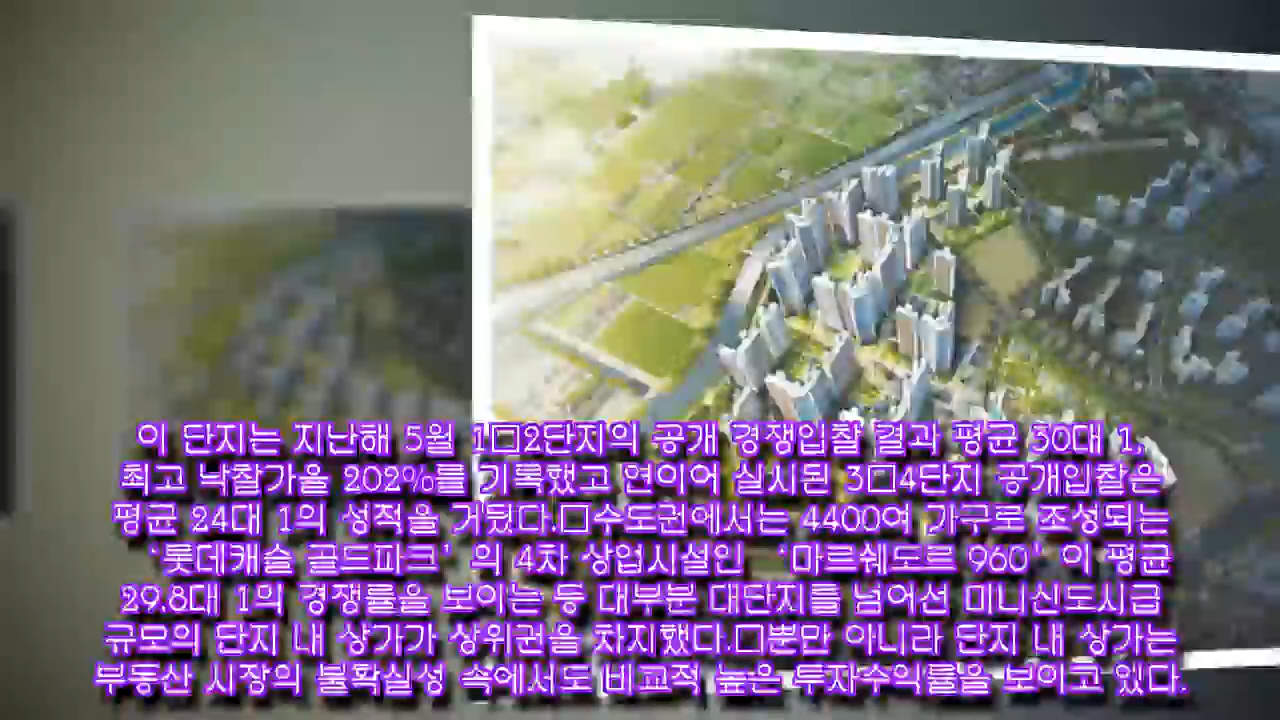 이 단지는 지난해 5월 1□2단지의 공개 경쟁입찰 결과 평균 30대 1,
최고 낙찰가율 202%를 기록했고 연이어 실시된 3□4단지 공개입찰은
평균 24대 1의 성적을 거뒀다.□수도권에서는 4400여 가구로 조성되는
‘롯데캐슬 골드파크’의 4차 상업시설인 ‘마르쉐도르 960’이 평균
29.8대 1의 경쟁률을 보이는 등 대부분 대단지를 넘어선 미니신도시급
규모의 단지 내 상가가 상위권을 차지했다.□뿐만 아니라 단지 내 상가는
부동산 시장의 불확실성 속에서도 비교적 높은 투자수익률을 보이고 있다.